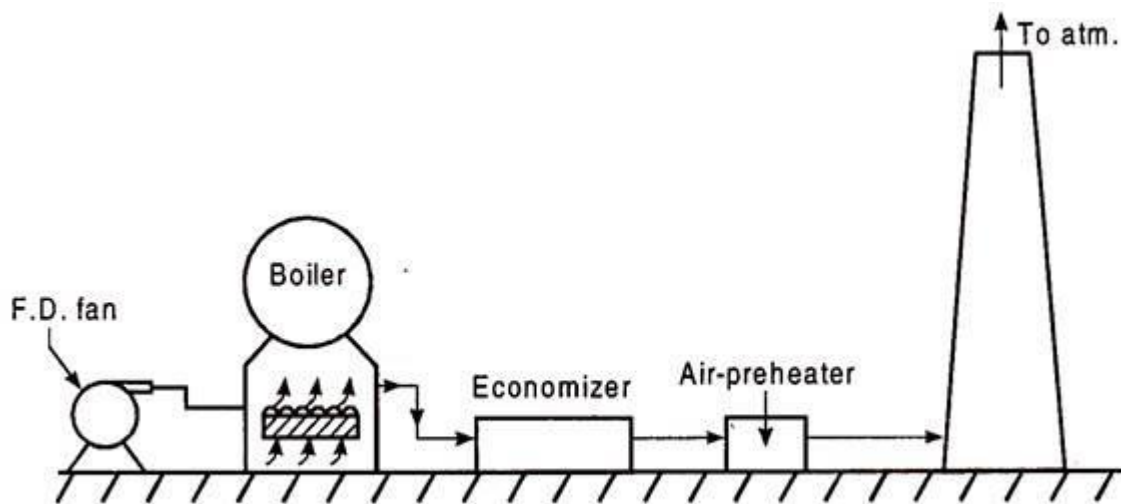 To atm.
Boiler
F.D. fan
Economizer
Air-preheater